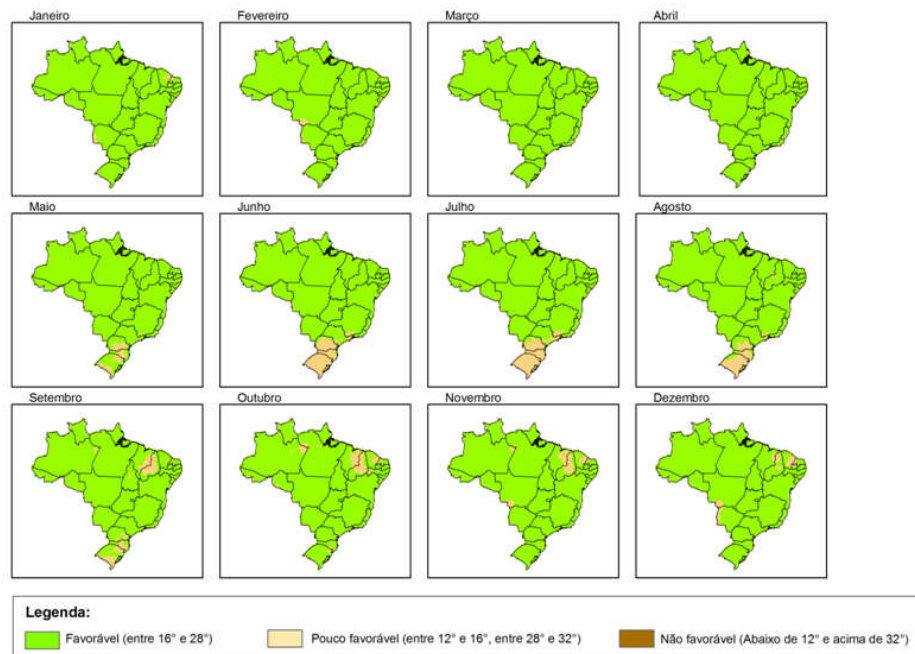 Janeiro
Fevereiro
Março
Abril
Maio
Junho
Julho
Agosto
Setembro
Outubro
Novembro
Dezembro
Legenda:
Favorável (entre 16° e 28°)
Pouco favorável (entre 12° e 16°, entre 28° e 32°)
Não favorável (Abaixo de 12° e acima de 32°)